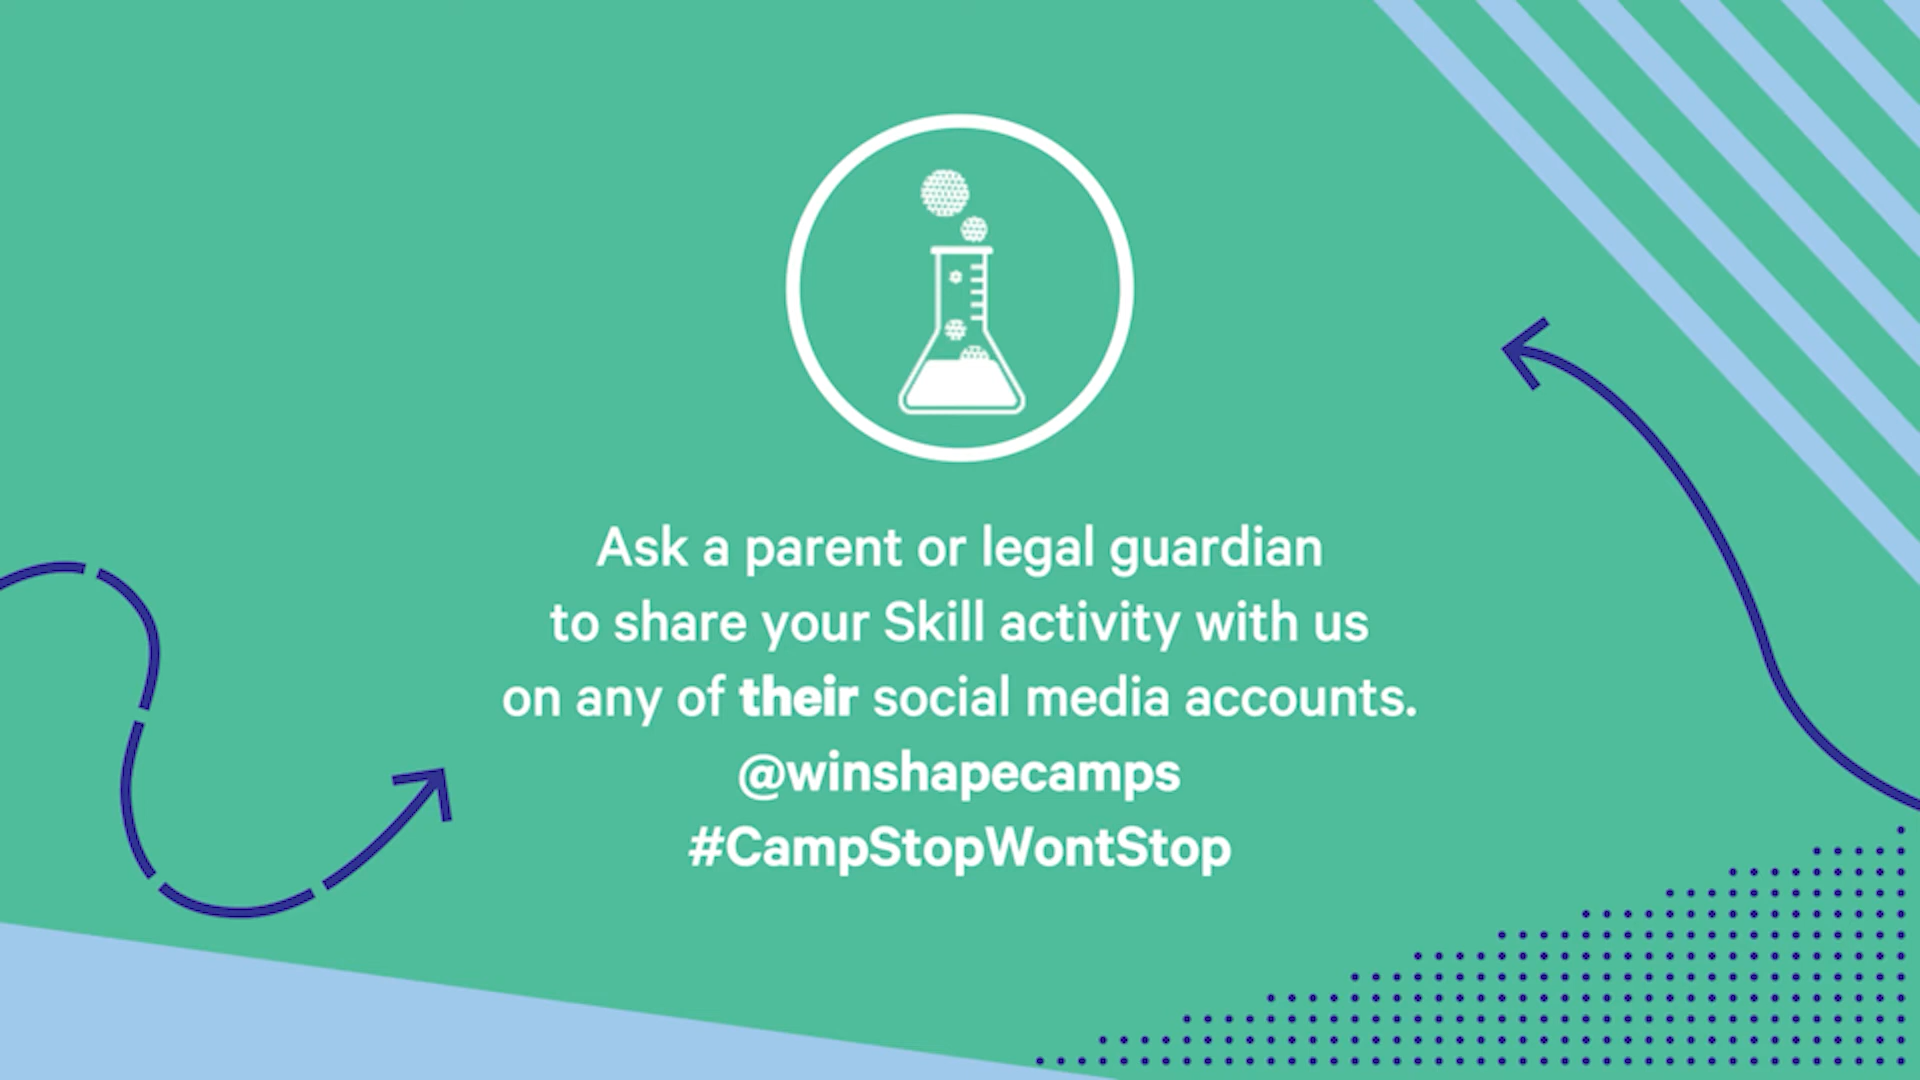 Ask a parent or legal guardian
to share your Skill activity with us
on any of their social media accounts.
@winshapecamps
#CampStopWontStop